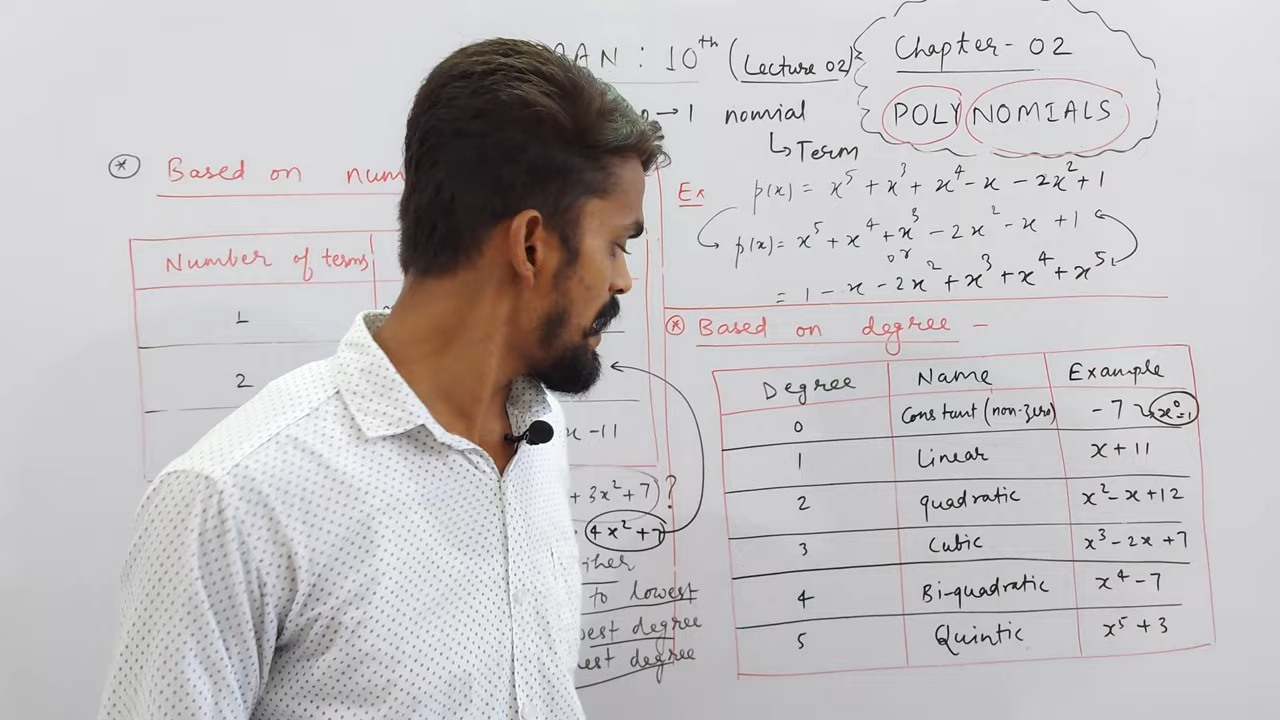 : 10th (Lecture 02)
Chapter - 02
POLYNOMIALS
→ 1 nomial
↳ Term
* Based on num
Number of terms
1
2
x - 11
+ 3x² + 7) ?
4x² + 7
to lowest
degree
degree
Ex p(x) = x⁵ + x³ + x⁴ - x - 2x² + 1
p(x) = x⁵ + x⁴ + x³ - 2x² - x + 1
or
= 1 - x - 2x² + x³ + x⁴ + x⁵
* Based on degree -
Degree Name Example
0 Constant (non-zero) - 7 x⁰=1
1 Linear x + 11
2 quadratic x² - x + 12
3 Cubic x³ - 2x + 7
4 Bi-quadratic x⁴ - 7
5 Quintic x⁵ + 3